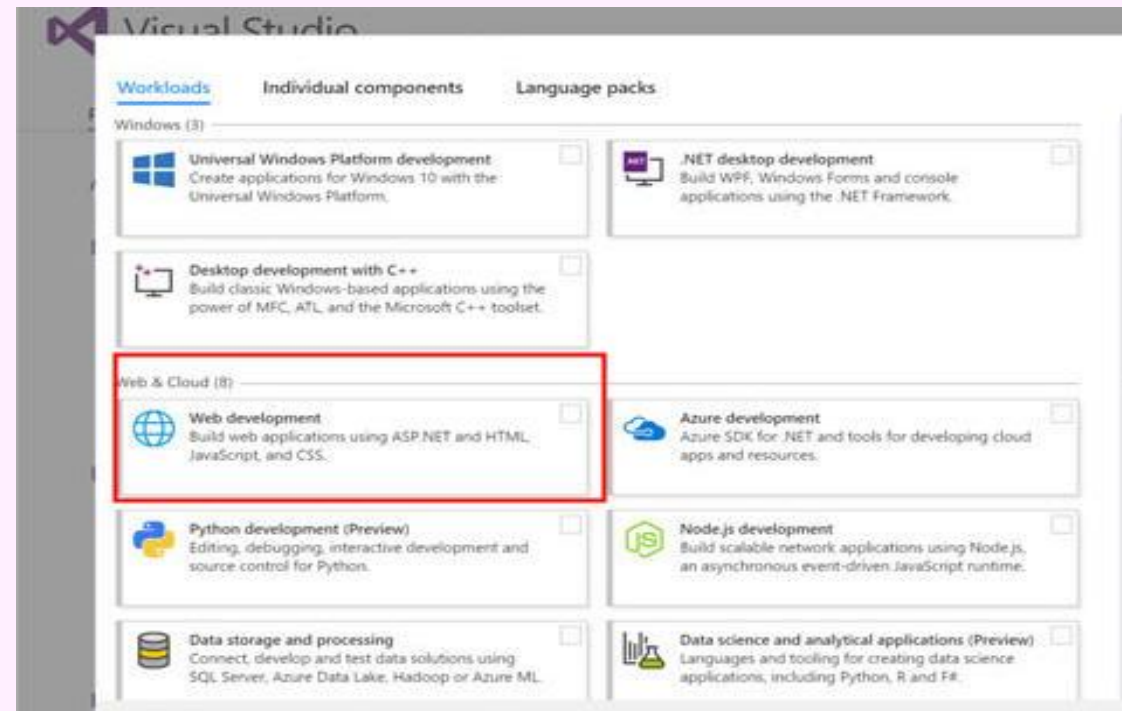 Visual Studio
Workloads Individual components Language packs
Windows (3)
Universal Windows Platform development
Create applications for Windows 10 with the
Universal Windows Platform.
.NET desktop development
Build WPF, Windows Forms and console
applications using the .NET Framework.
Desktop development with C++
Build classic Windows-based applications using the
power of MFC, ATL, and the Microsoft C++ toolset.
Web & Cloud (8)
Web development
Build web applications using ASP.NET and HTML,
JavaScript, and CSS.
Azure development
Azure SDK for .NET and tools for developing cloud
apps and resources.
Python development (Preview)
Editing, debugging, interactive development and
source control for Python.
Node.js development
Build scalable network applications using Node.js,
an asynchronous event-driven JavaScript runtime.
Data storage and processing
Connect, develop and test data solutions using
SQL Server, Azure Data Lake, Hadoop or Azure ML.
Data science and analytical applications (Preview)
Languages and tooling for creating data science
applications, including Python, R and F#.